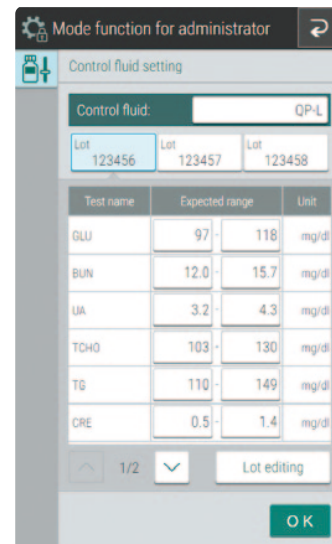 Mode function for administrator
Control fluid setting
Control fluid: QP-L
Lot 123456 Lot 123457 Lot 123458
Test name Expected range Unit
GLU 97 - 118 mg/dl
BUN 12.0 - 15.7 mg/dl
UA 3.2 - 4.3 mg/dl
TCHO 103 - 130 mg/dl
TG 110 - 149 mg/dl
CRE 0.5 - 1.4 mg/dl
1/2 Lot editing
OK